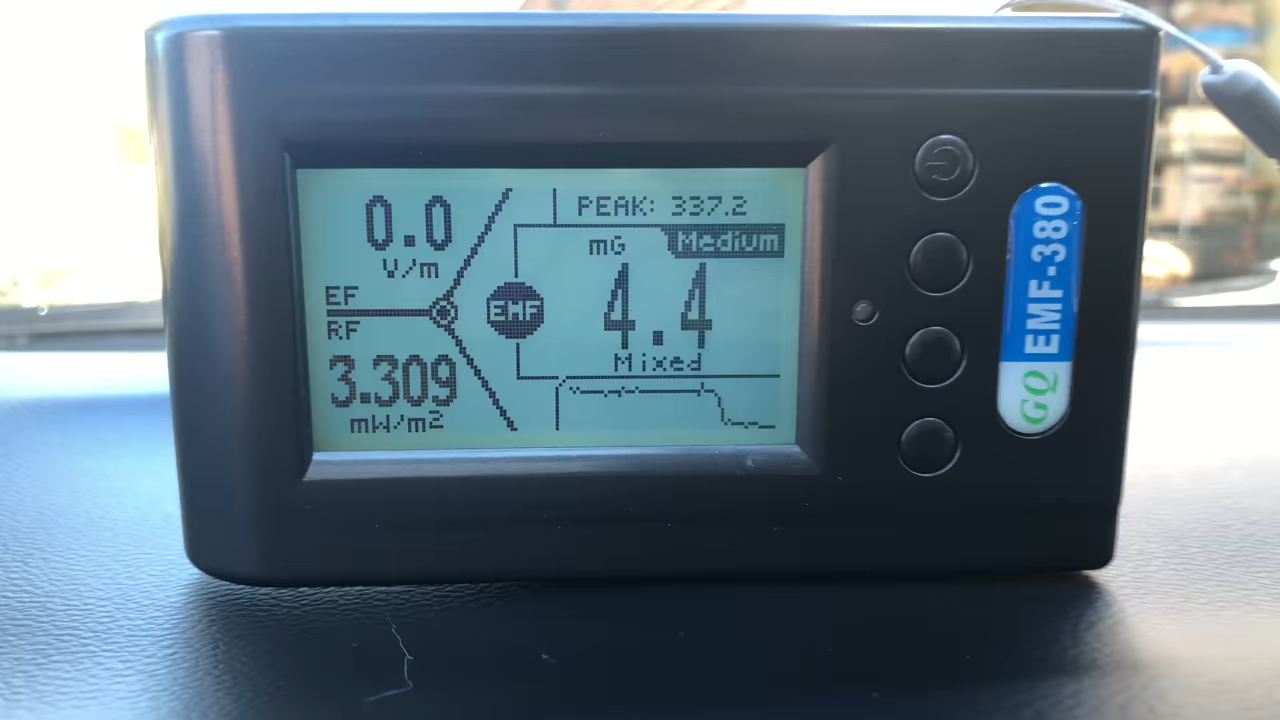 0.0
V/m
EF
RF
3.309
mW/m²
PEAK: 337.2
Medium
mG
EMF
4.4
Mixed
GQ EMF-380